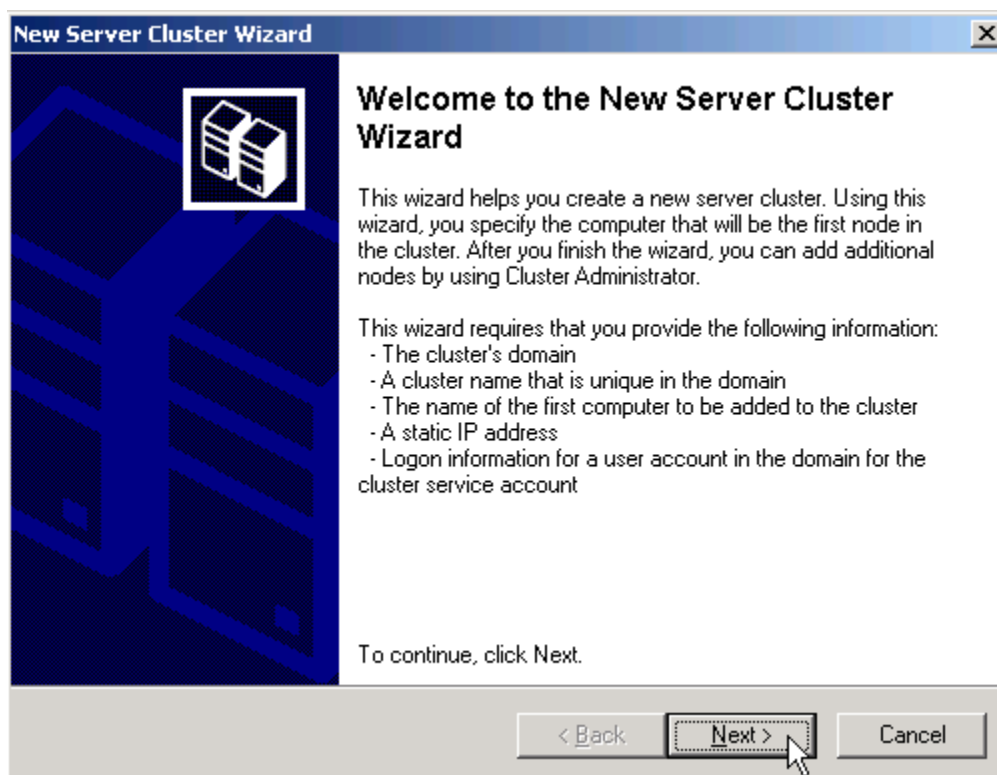 New Server Cluster Wizard
Welcome to the New Server Cluster
Wizard
This wizard helps you create a new server cluster. Using this
wizard, you specify the computer that will be the first node in
the cluster. After you finish the wizard, you can add additional
nodes by using Cluster Administrator.
This wizard requires that you provide the following information:
- The cluster's domain
- A cluster name that is unique in the domain
- The name of the first computer to be added to the cluster
- A static IP address
- Logon information for a user account in the domain for the
cluster service account
To continue, click Next.
< Back
Next >
Cancel